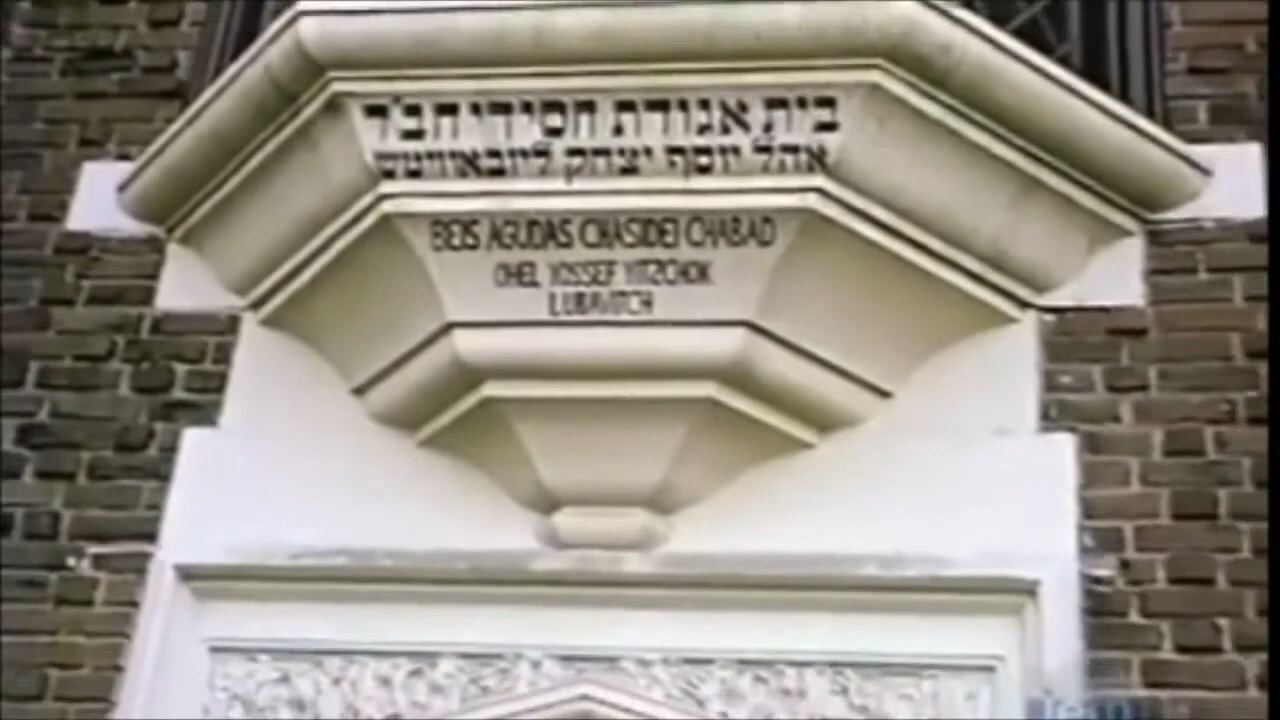 בית אגודת חסידי חב״ד
אהל יוסף יצחק ליובאוויטש
BEIS AGUDAS CHASIDEI CHABAD
OHEL YOSSEF YITZCHOK
LUBAVITCH